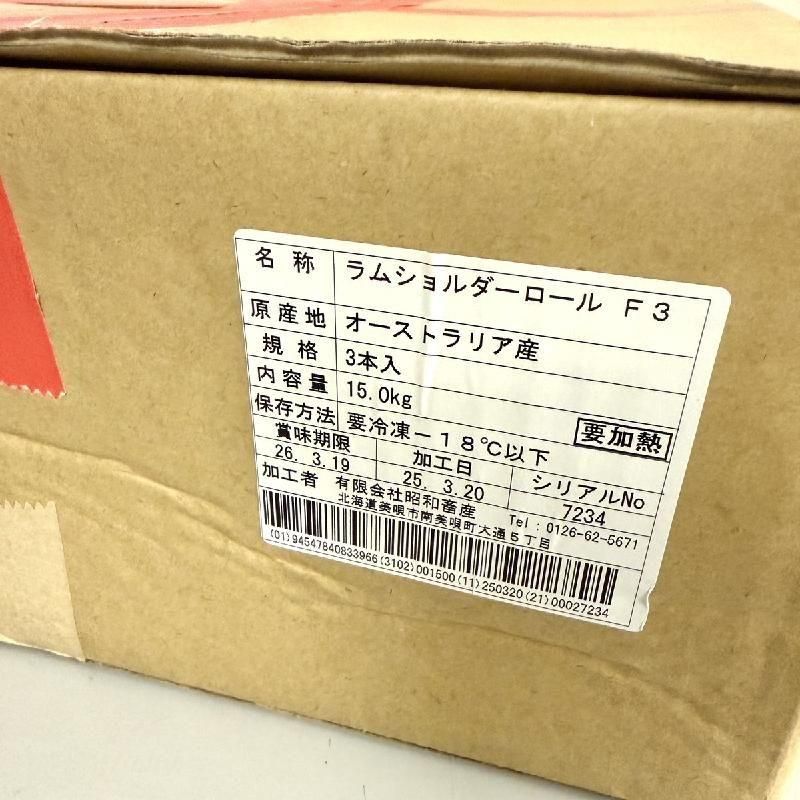 名称 ラムショルダーロール F3
原産地 オーストラリア産
規格 3本入
内容量 15.0kg
保存方法 要冷凍-18℃以下 要加熱
賞味期限 加工日 シリアルNo
26. 3.19 25. 3.20 7234
加工者 有限会社昭和畜産
北海道美唄市南美唄町大通5丁目 Tel:0126-62-5671
(01)94547840833966(3102)001500(11)250320(21)00027234